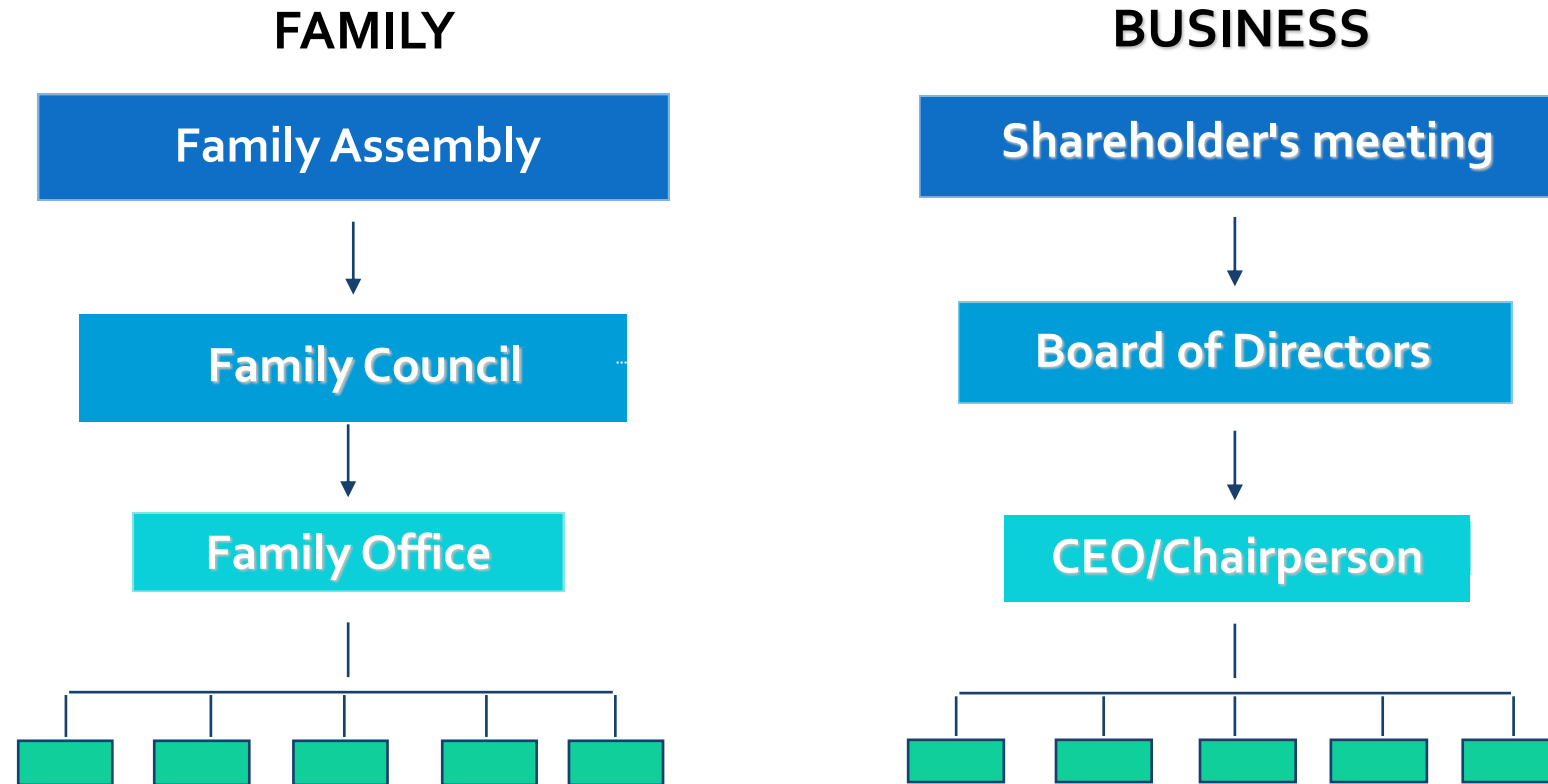 FAMILY
BUSINESS
Family Assembly
Shareholder's meeting
Family Council
...
Board of Directors
Family Office
CEO/Chairperson